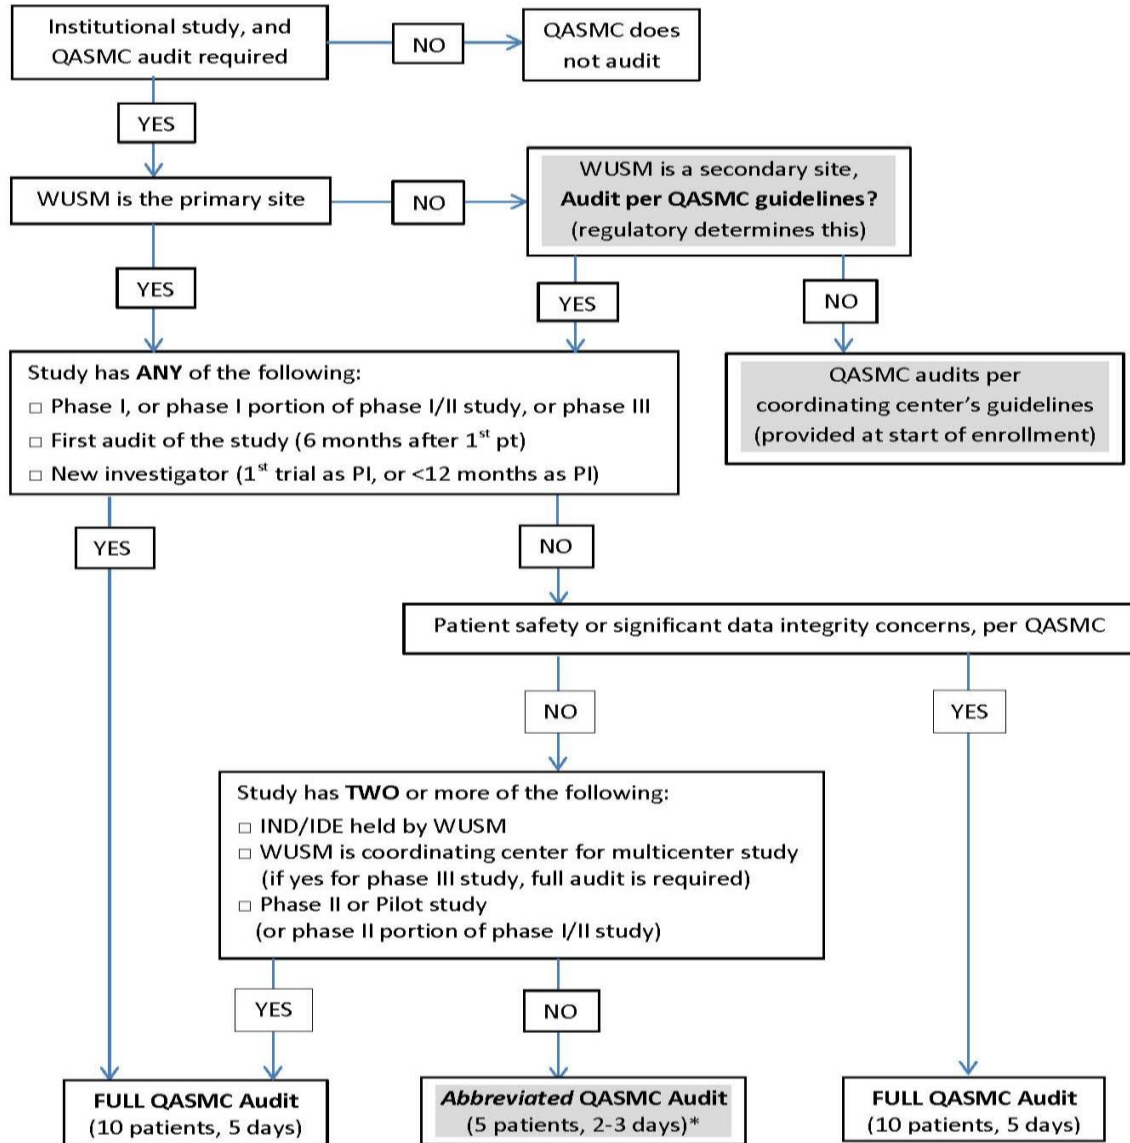 Institutional study, and
QASMC audit required
NO
QASMC does
not audit
YES
WUSM is the primary site
NO
WUSM is a secondary site,
Audit per QASMC guidelines?
(regulatory determines this)
YES
YES
NO
Study has ANY of the following:
□ Phase I, or phase I portion of phase I/II study, or phase III
□ First audit of the study (6 months after 1st pt)
□ New investigator (1st trial as PI, or <12 months as PI)
QASMC audits per
coordinating center's guidelines
(provided at start of enrollment)
YES
NO
Patient safety or significant data integrity concerns, per QASMC
NO
YES
Study has TWO or more of the following:
□ IND/IDE held by WUSM
□ WUSM is coordinating center for multicenter study
(if yes for phase III study, full audit is required)
□ Phase II or Pilot study
(or phase II portion of phase I/II study)
YES
NO
FULL QASMC Audit
(10 patients, 5 days)
Abbreviated QASMC Audit
(5 patients, 2-3 days)*
FULL QASMC Audit
(10 patients, 5 days)